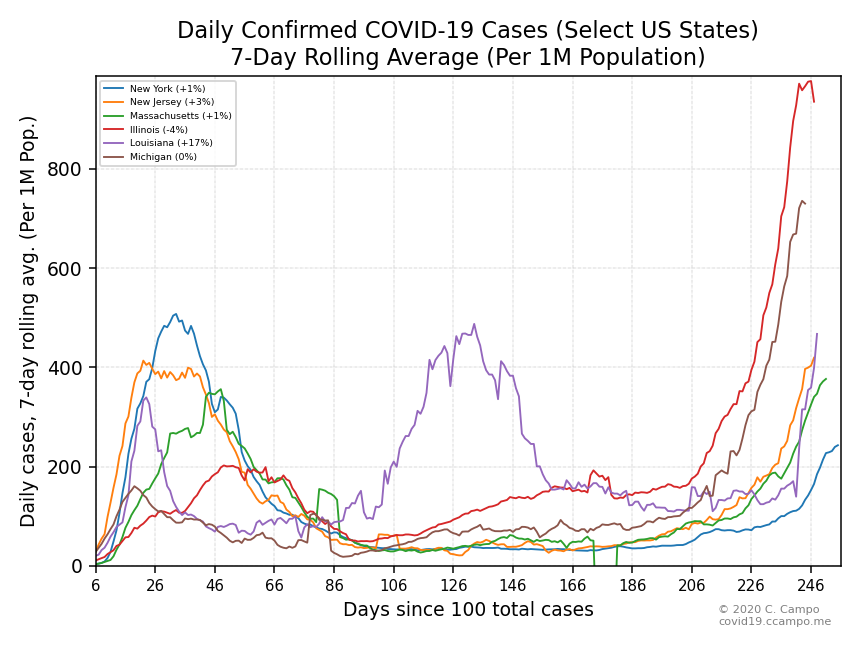 Daily Confirmed COVID-19 Cases (Select US States)
7-Day Rolling Average (Per 1M Population)
New York (+1%)
New Jersey (+3%)
Massachusetts (+1%)
Illinois (-4%)
Louisiana (+17%)
Michigan (0%)
Daily cases, 7-day rolling avg. (Per 1M Pop.)
800
600
400
200
0
6 26 46 66 86 106 126 146 166 186 206 226 246
Days since 100 total cases
© 2020 C. Campo
covid19.ccampo.me